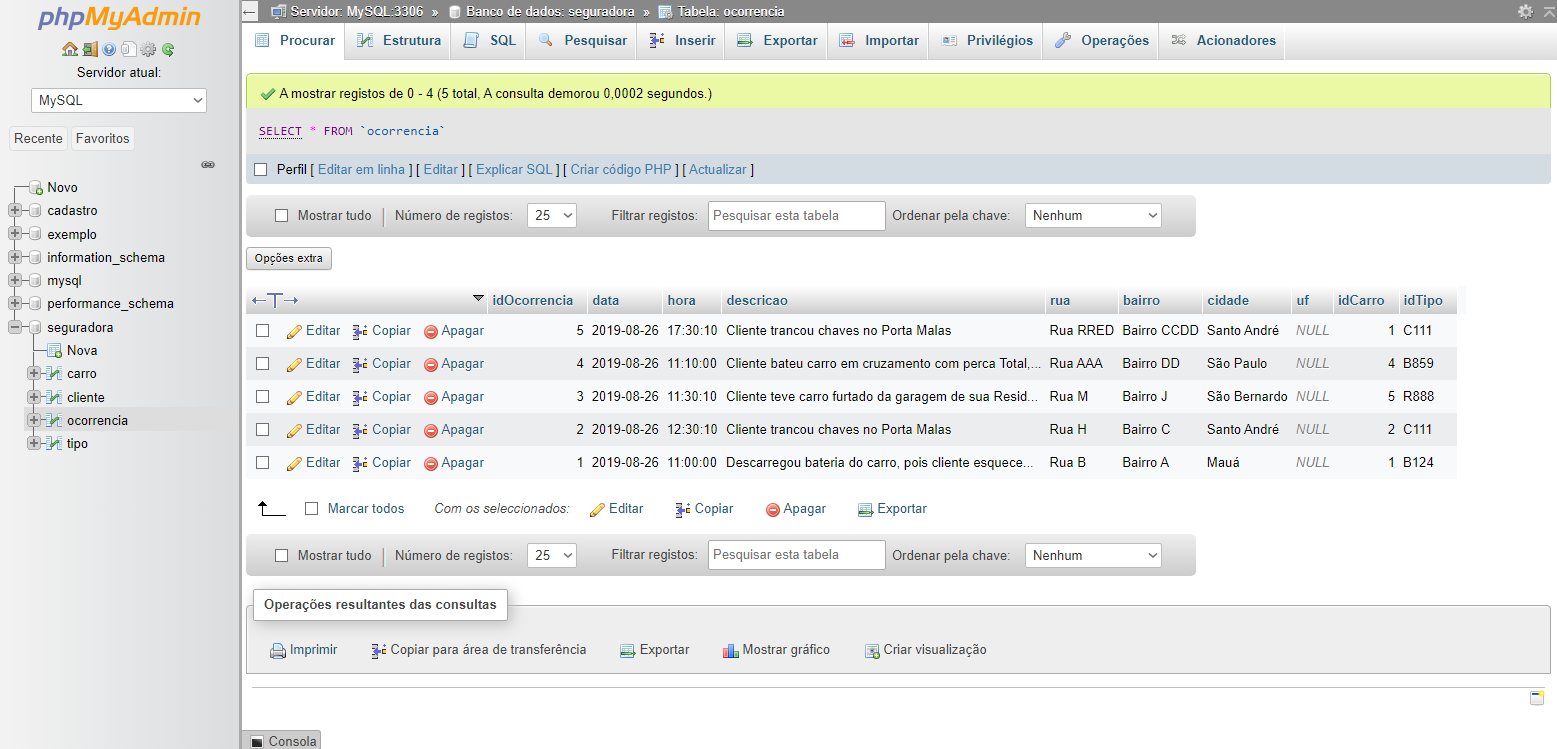 phpMyAdmin
Servidor atual:
MySQL
Recente Favoritos
Novo
cadastro
exemplo
information_schema
mysql
performance_schema
seguradora
Nova
carro
cliente
ocorrencia
tipo
Servidor: MySQL:3306 » Banco de dados: seguradora » Tabela: ocorrencia
Procurar Estrutura SQL Pesquisar Inserir Exportar Importar Privilégios Operações Acionadores
A mostrar registos de 0 - 4 (5 total, A consulta demorou 0,0002 segundos.)
SELECT * FROM `ocorrencia`
Perfil [ Editar em linha ] [ Editar ] [ Explicar SQL ] [ Criar código PHP ] [ Actualizar ]
Mostrar tudo | Número de registos: 25 Filtrar registos: Pesquisar esta tabela Ordenar pela chave: Nenhum
Opções extra
←T→ idOcorrencia data hora descricao rua bairro cidade uf idCarro idTipo
Editar Copiar Apagar 5 2019-08-26 17:30:10 Cliente trancou chaves no Porta Malas Rua RRED Bairro CCDD Santo André NULL 1 C111
Editar Copiar Apagar 4 2019-08-26 11:10:00 Cliente bateu carro em cruzamento com perca Total,... Rua AAA Bairro DD São Paulo NULL 4 B859
Editar Copiar Apagar 3 2019-08-26 11:30:10 Cliente teve carro furtado da garagem de sua Resid... Rua M Bairro J São Bernardo NULL 5 R888
Editar Copiar Apagar 2 2019-08-26 12:30:10 Cliente trancou chaves no Porta Malas Rua H Bairro C Santo André NULL 2 C111
Editar Copiar Apagar 1 2019-08-26 11:00:00 Descarregou bateria do carro, pois cliente esquece... Rua B Bairro A Mauá NULL 1 B124
Marcar todos Com os seleccionados: Editar Copiar Apagar Exportar
Mostrar tudo | Número de registos: 25 Filtrar registos: Pesquisar esta tabela Ordenar pela chave: Nenhum
Operações resultantes das consultas
Imprimir Copiar para área de transferência Exportar Mostrar gráfico Criar visualização
Consola